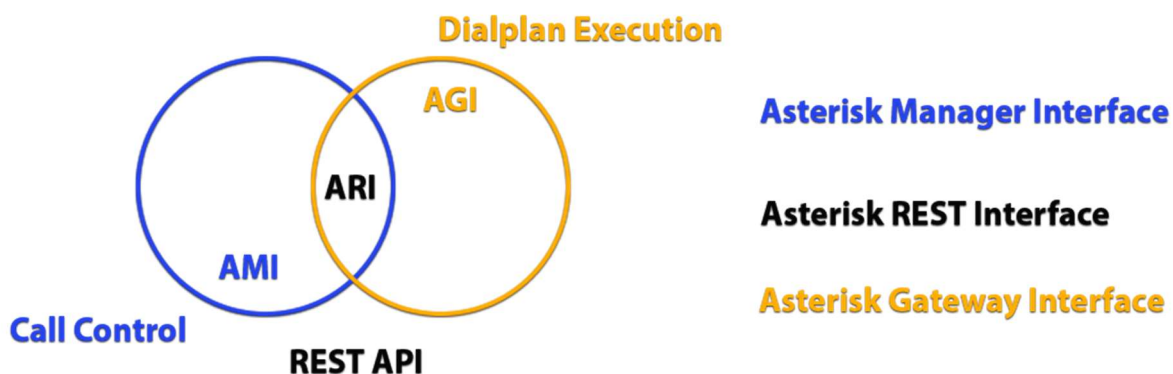 Dialplan Execution
AGI
Asterisk Manager Interface
ARI
Asterisk REST Interface
AMI
Asterisk Gateway Interface
Call Control
REST API